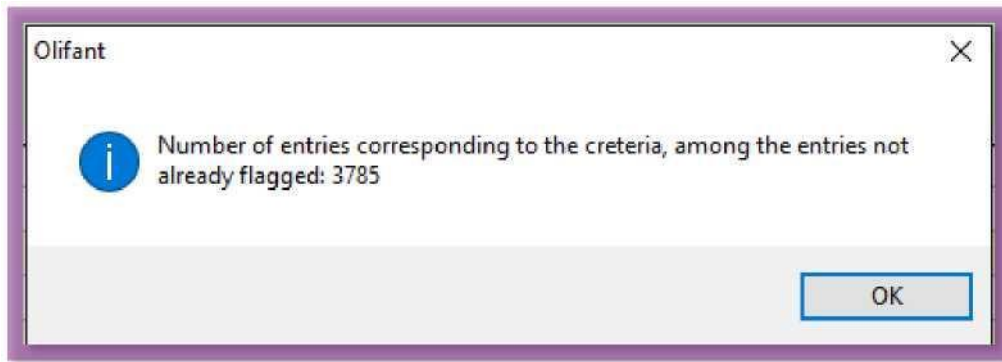 Olifant
Number of entries corresponding to the creteria, among the entries not
already flagged: 3785
OK